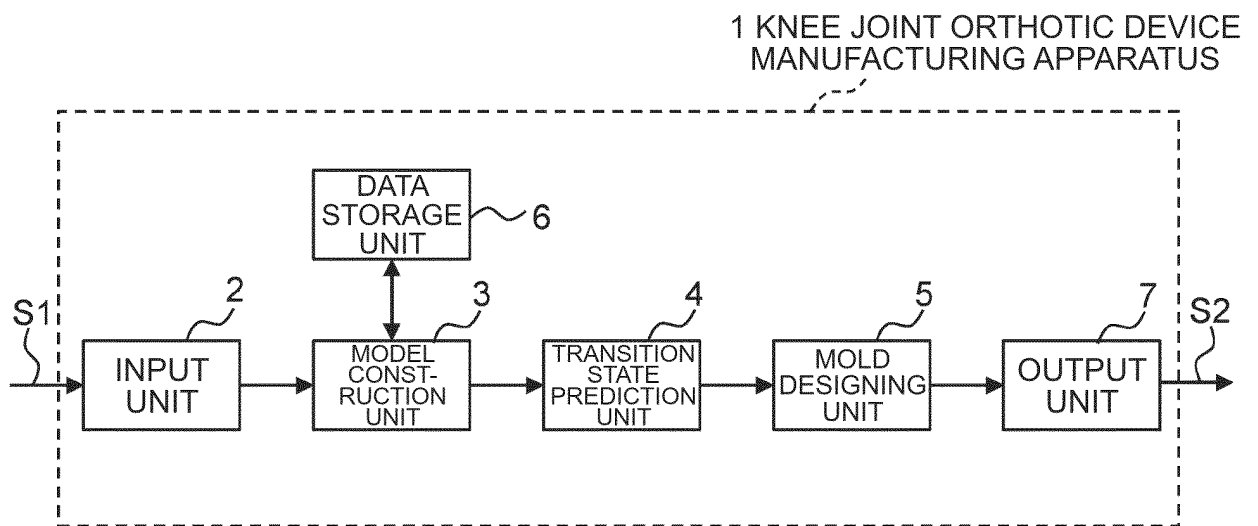 1 KNEE JOINT ORTHOTIC DEVICE
MANUFACTURING APPARATUS
DATA
STORAGE
UNIT
6
S1
2
INPUT
UNIT
3
MODEL
CONST-
RUCTION
UNIT
4
TRANSITION
STATE
PREDICTION
UNIT
5
MOLD
DESIGNING
UNIT
7
OUTPUT
UNIT
S2